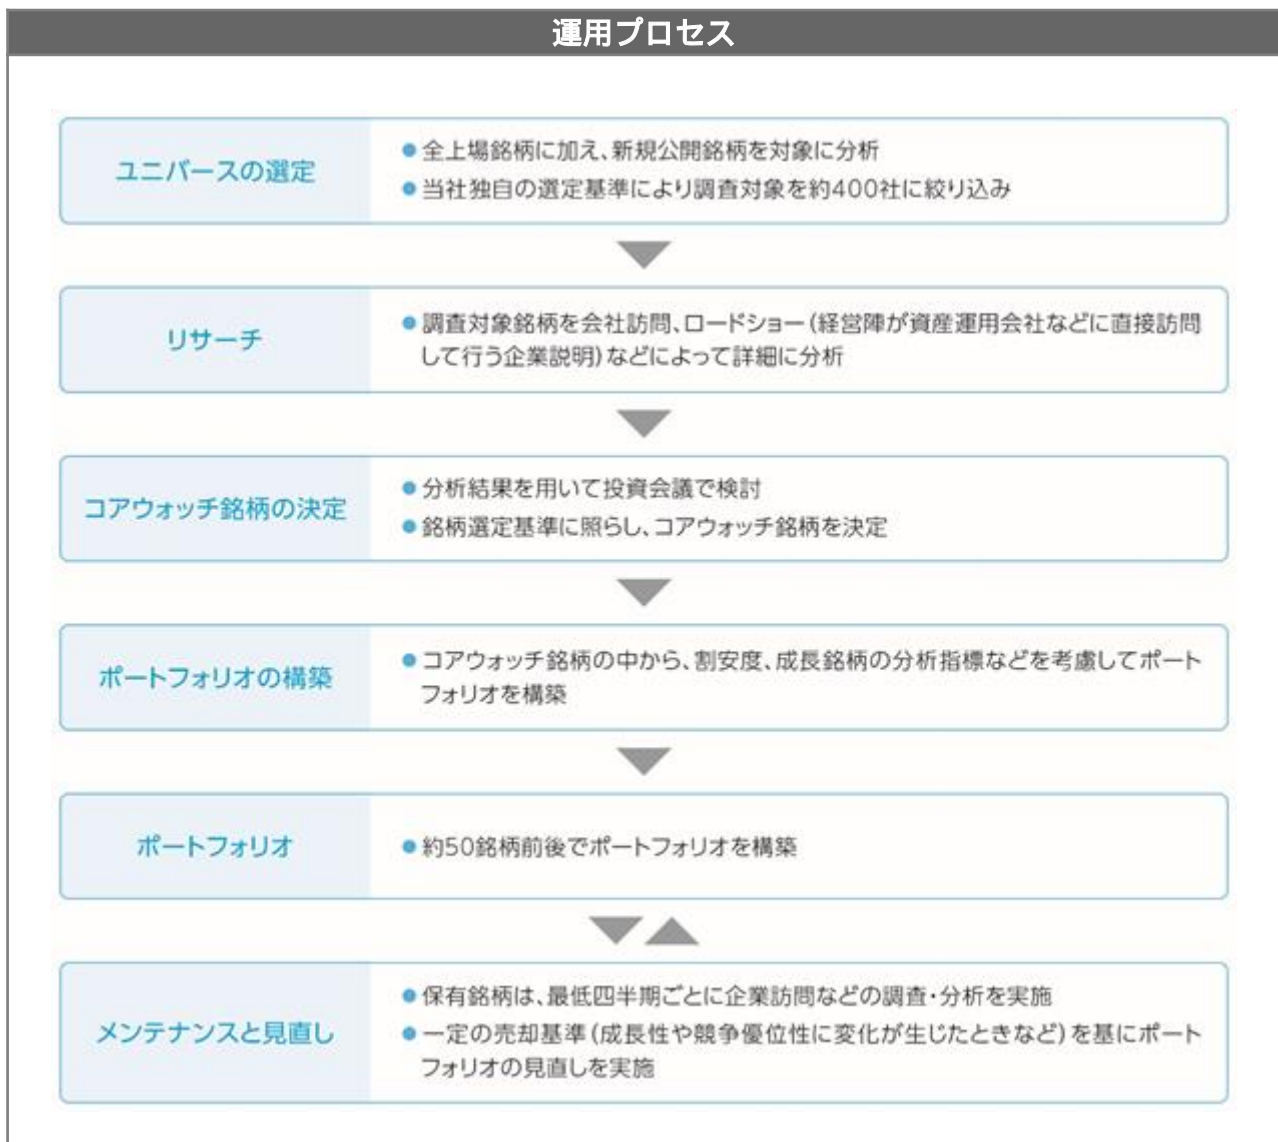 運用プロセス
ユニバースの選定
●全上場銘柄に加え、新規公開銘柄を対象に分析
●当社独自の選定基準により調査対象を約400社に絞り込み
リサーチ
●調査対象銘柄を会社訪問、ロードショー(経営陣が資産運用会社などに直接訪問
して行う企業説明)などによって詳細に分析
コアウォッチ銘柄の決定
●分析結果を用いて投資会議で検討
●銘柄選定基準に照らし、コアウォッチ銘柄を決定
ポートフォリオの構築
●コアウォッチ銘柄の中から、割安度、成長銘柄の分析指標などを考慮してポート
フォリオを構築
ポートフォリオ
●約50銘柄前後でポートフォリオを構築
メンテナンスと見直し
●保有銘柄は、最低四半期ごとに企業訪問などの調査・分析を実施
●一定の売却基準(成長性や競争優位性に変化が生じたときなど)を基にポート
フォリオの見直しを実施